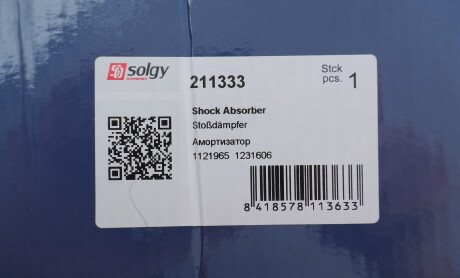 solgy
211333
Stck
pcs. 1
Shock Absorber
Stoßdämpfer
Амортизатор
1121965 1231606
8 418578 113633